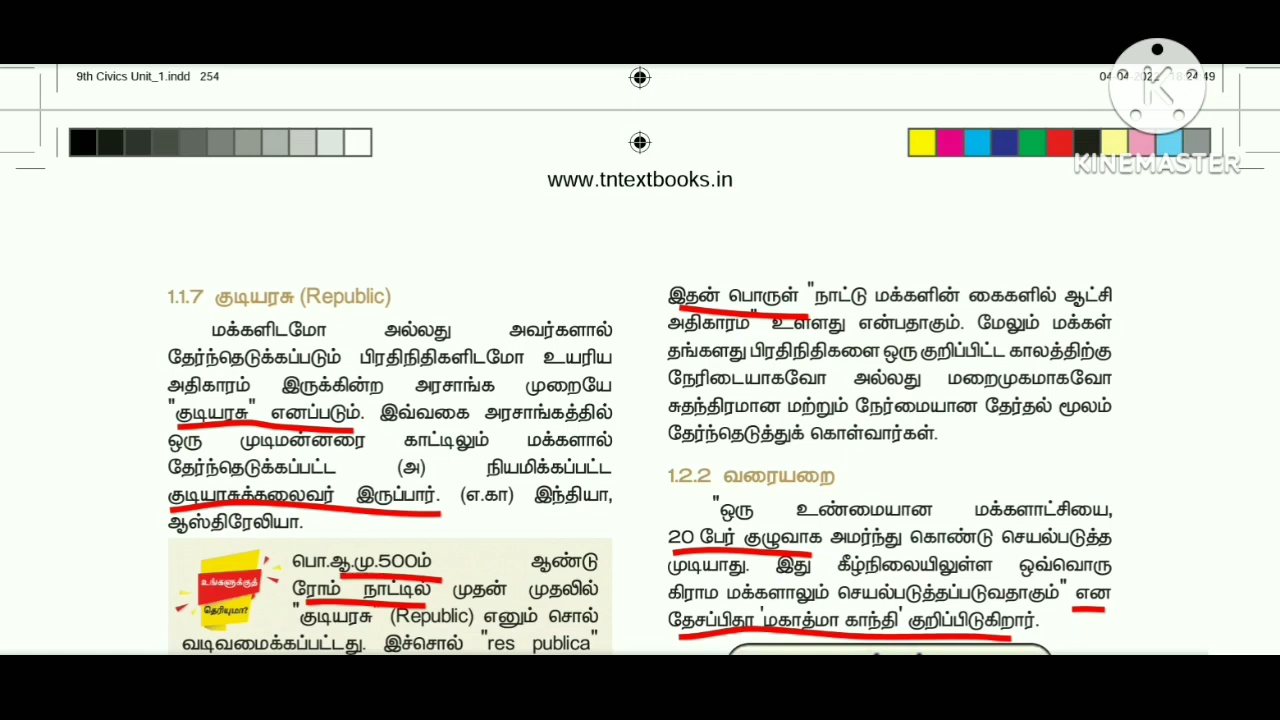 9th Civics Unit_1.indd 254
KINEMASTER
www.tntextbooks.in
1.1.7 குடியரசு (Republic)
மக்களிடமோ அல்லது அவர்களால்
தேர்ந்தெடுக்கப்படும் பிரதிநிதிகளிடமோ உயரிய
அதிகாரம் இருக்கின்ற அரசாங்க முறையே
"குடியரசு" எனப்படும். இவ்வகை அரசாங்கத்தில்
ஒரு முடிமன்னரை காட்டிலும் மக்களால்
தேர்ந்தெடுக்கப்பட்ட (அ) நியமிக்கப்பட்ட
குடியரசுத்தலைவர் இருப்பார். (எ.கா) இந்தியா,
ஆஸ்திரேலியா.
உங்களுக்குத்
தெரியுமா?
பொ.ஆ.மு.500ம் ஆண்டு
ரோம் நாட்டில் முதன் முதலில்
"குடியரசு" (Republic) எனும் சொல்
வடிவமைக்கப்பட்டது. இச்சொல் "res publica"
இதன் பொருள் "நாட்டு மக்களின் கைகளில் ஆட்சி
அதிகாரம்" உள்ளது என்பதாகும். மேலும் மக்கள்
தங்களது பிரதிநிதிகளை ஒரு குறிப்பிட்ட காலத்திற்கு
நேரிடையாகவோ அல்லது மறைமுகமாகவோ
சுதந்திரமான மற்றும் நேர்மையான தேர்தல் மூலம்
தேர்ந்தெடுத்துக் கொள்வார்கள்.
1.2.2 வரையறை
"ஒரு உண்மையான மக்களாட்சியை,
20 பேர் குழுவாக அமர்ந்து கொண்டு செயல்படுத்த
முடியாது. இது கீழ்நிலையிலுள்ள ஒவ்வொரு
கிராம மக்களாலும் செயல்படுத்தப்படுவதாகும்" என
தேசப்பிதா 'மகாத்மா காந்தி' குறிப்பிடுகிறார்.